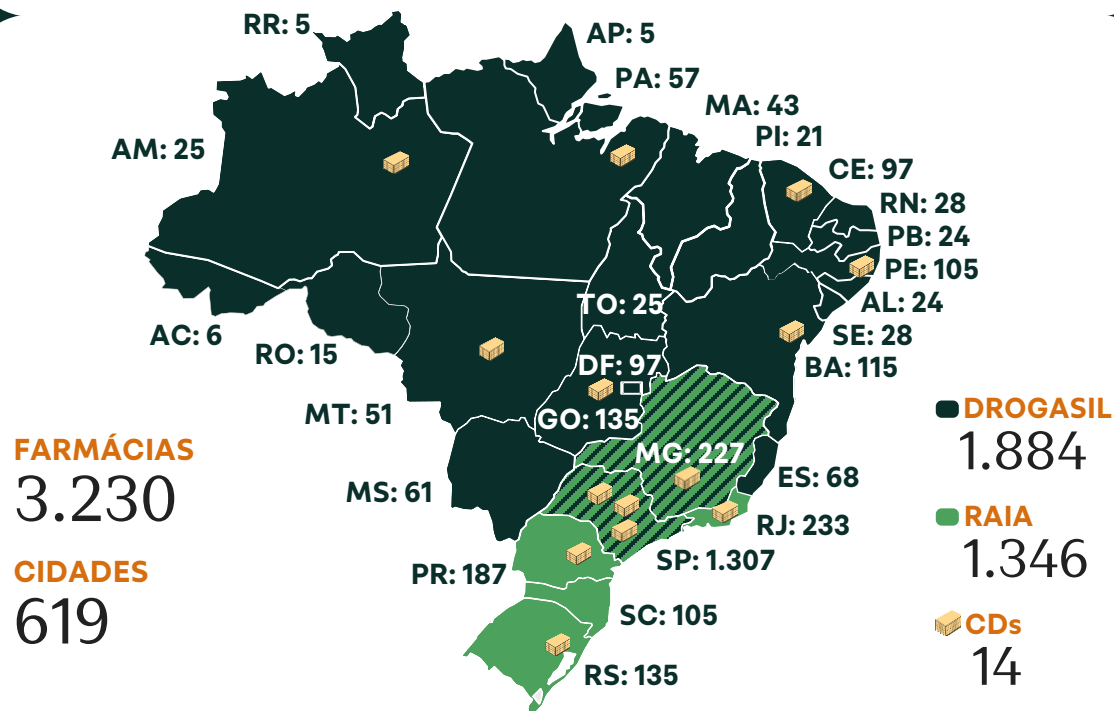 RR: 5
AP: 5
PA: 57
MA: 43
PI: 21
AM: 25
CE: 97
RN: 28
PB: 24
PE: 105
TO: 25
AL: 24
AC: 6
SE: 28
RO: 15
DF: 97
BA: 115
MT: 51
GO: 135
DROGASIL
1.884
FARMÁCIAS
3.230
MG: 227
MS: 61
ES: 68
RJ: 233
RAIA
1.346
SP: 1.307
CIDADES
619
PR: 187
SC: 105
CDs
14
RS: 135